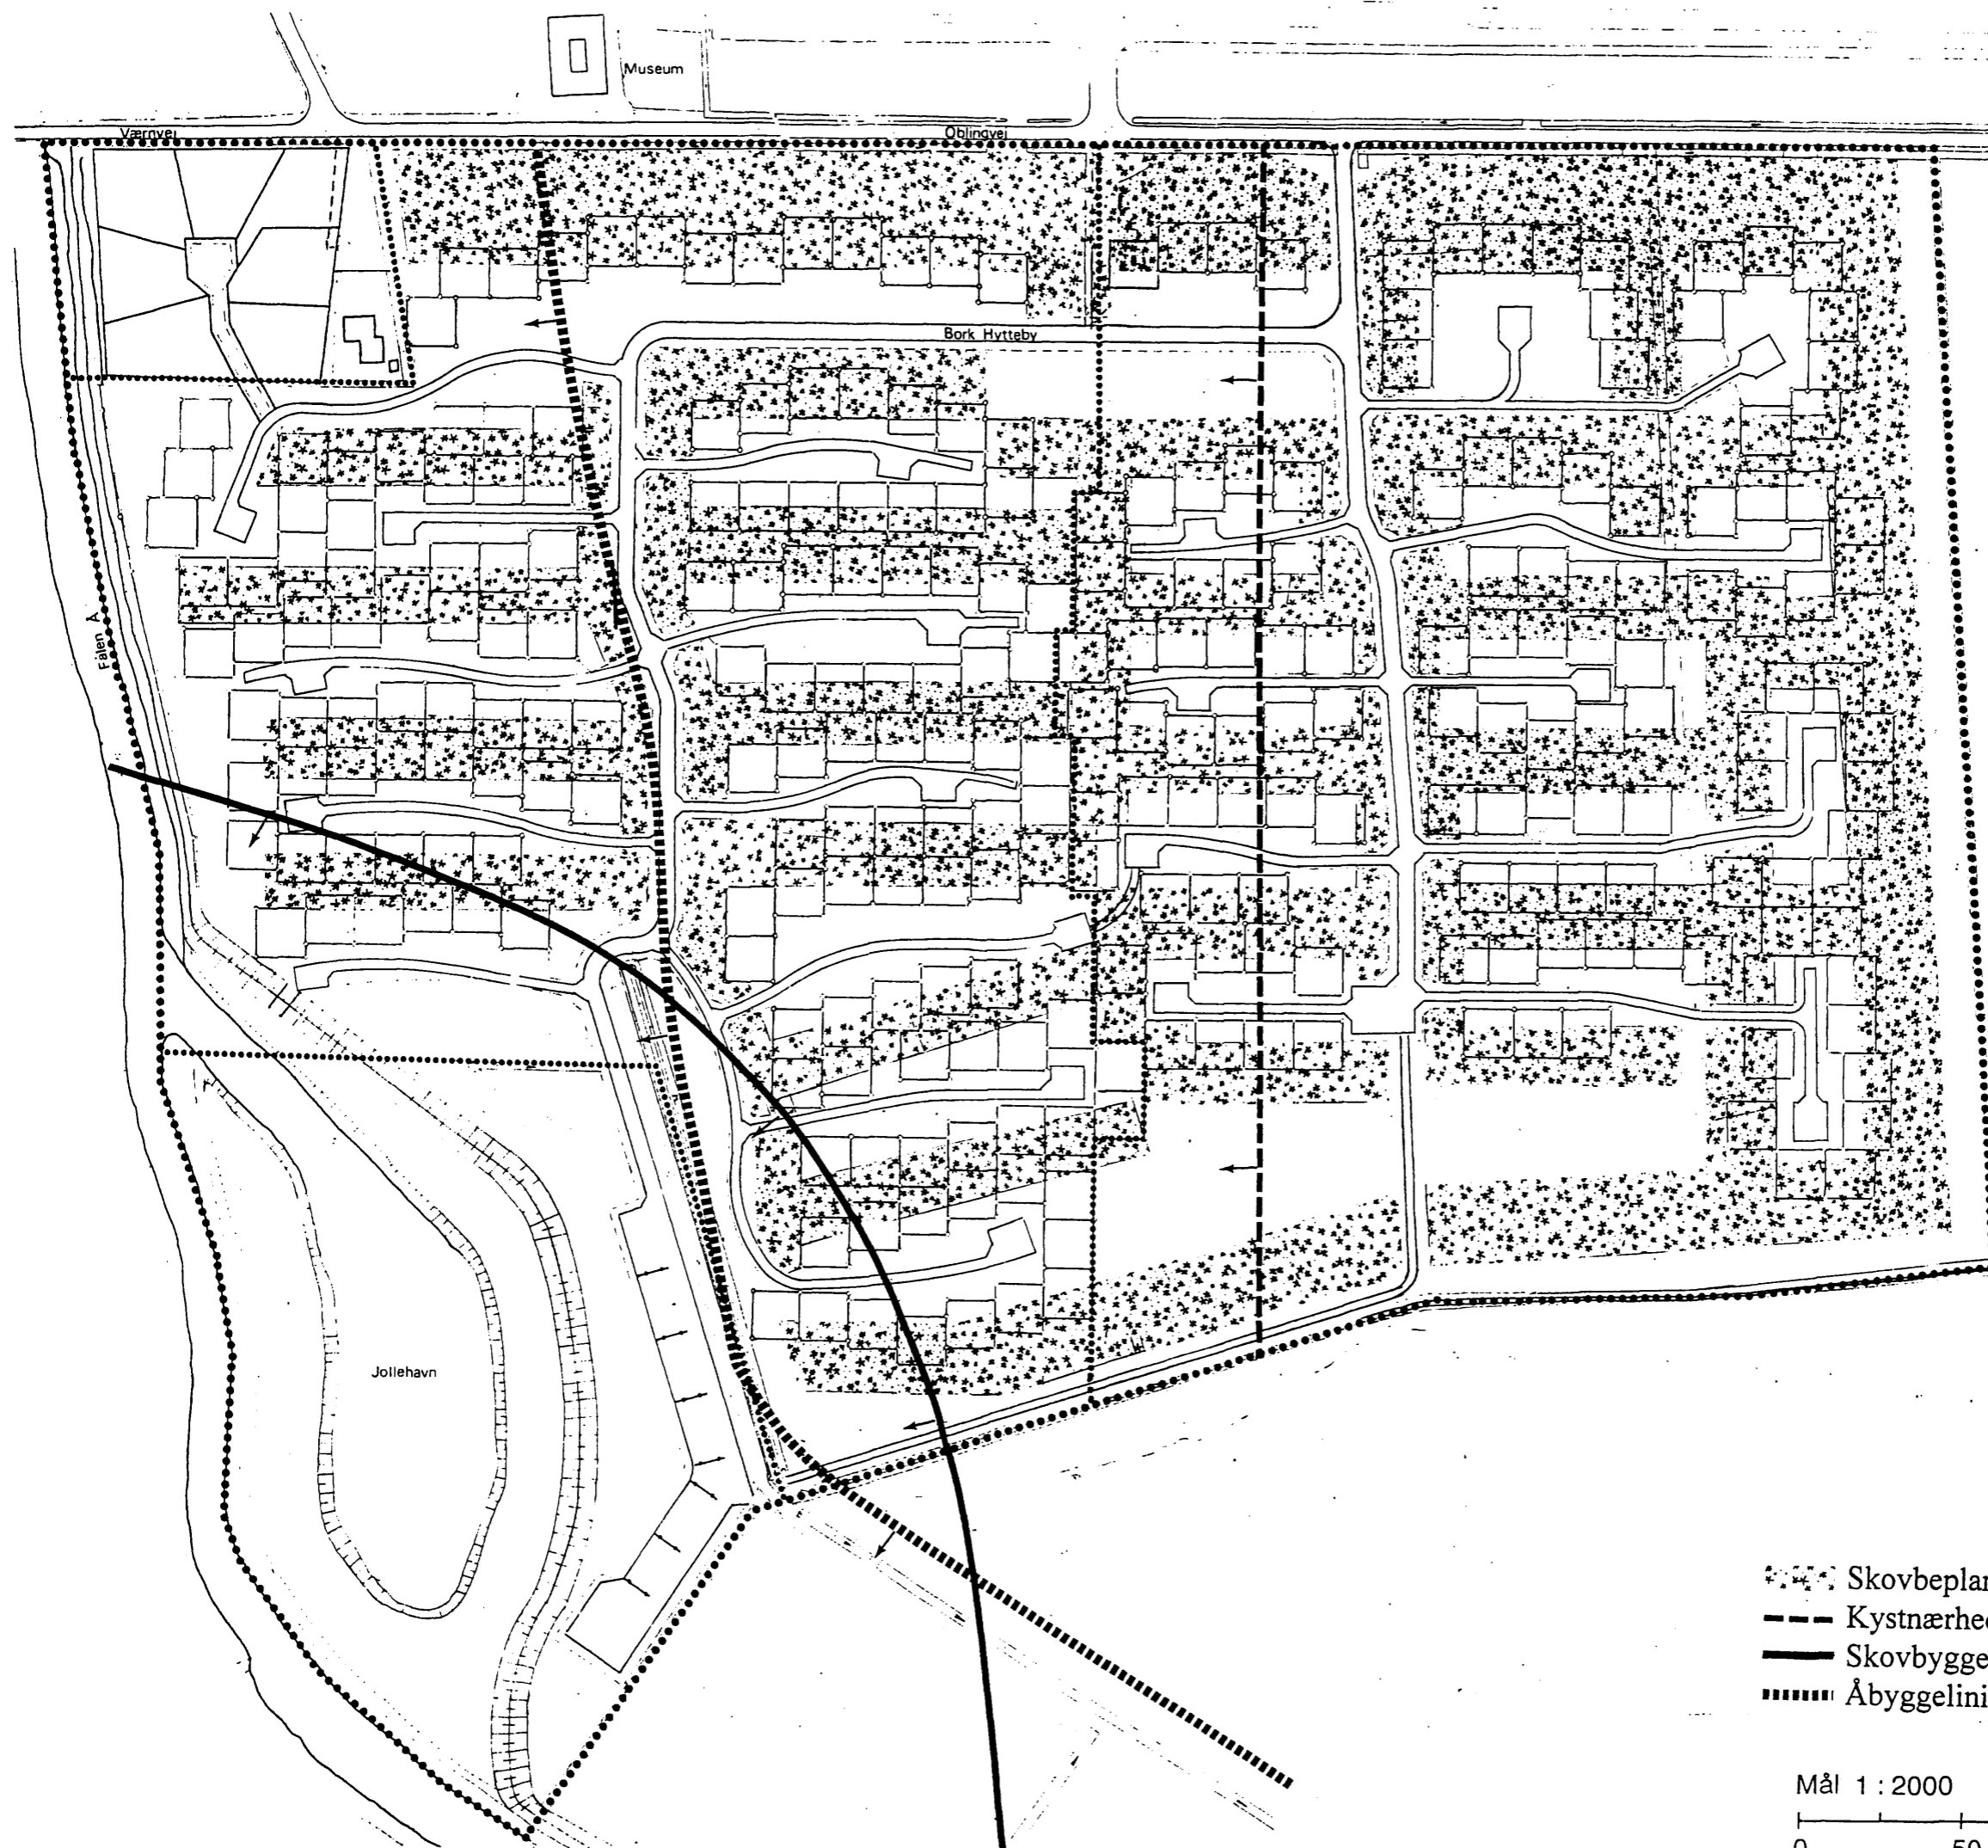 Museum
Værnvej
Oblingvej
Bork Hytteby
Falen Å
Jollehavn
Skovbeplan
Kystnærhed
Skovbygge
Åbyggelini
Mål 1:2000
0 50